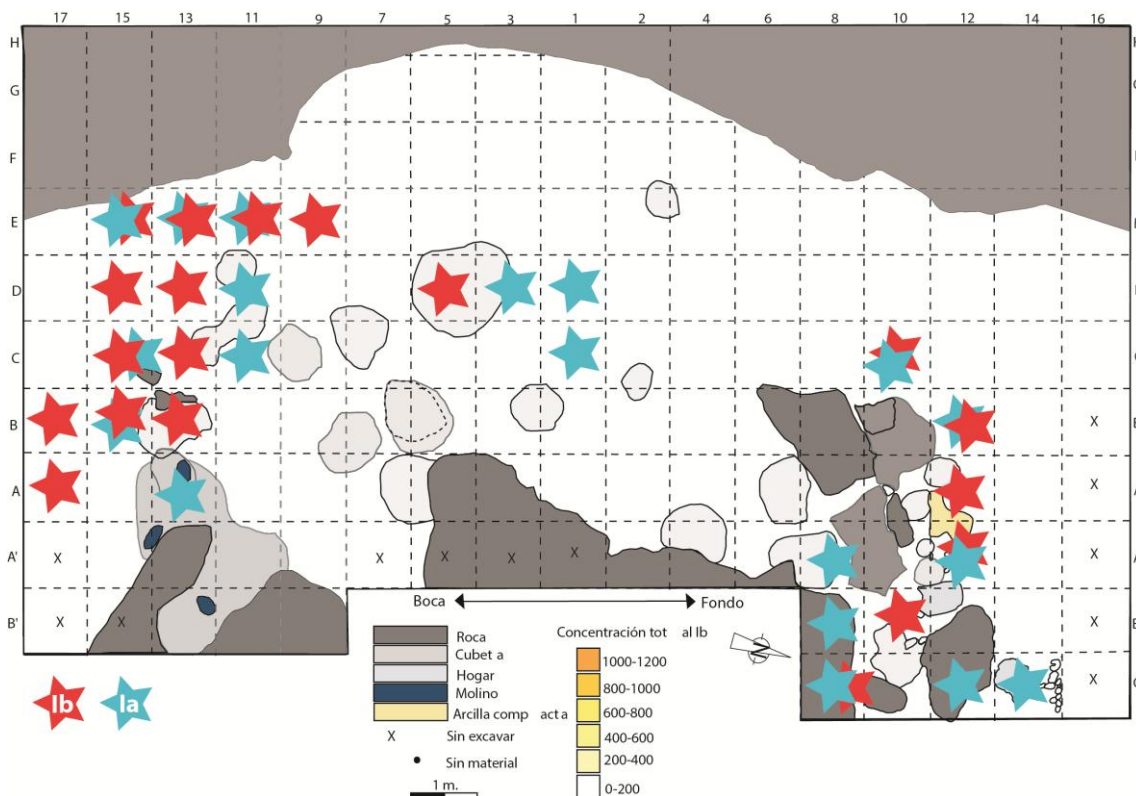 17 15 13 11 9 7 5 3 1 2 4 6 8 10 12 14 16
H
G
F
E
D
C
B X
A X
A' X X X X X X
B' X X X
X
Boca Fondo
Roca
Cubet a
Hogar
Molino
Arcilla comp act a
X Sin excavar
• Sin material
1 m.
Concentración tot al Ib
1000-1200
800-1000
600-800
400-600
200-400
0-200
N
Ib Ia